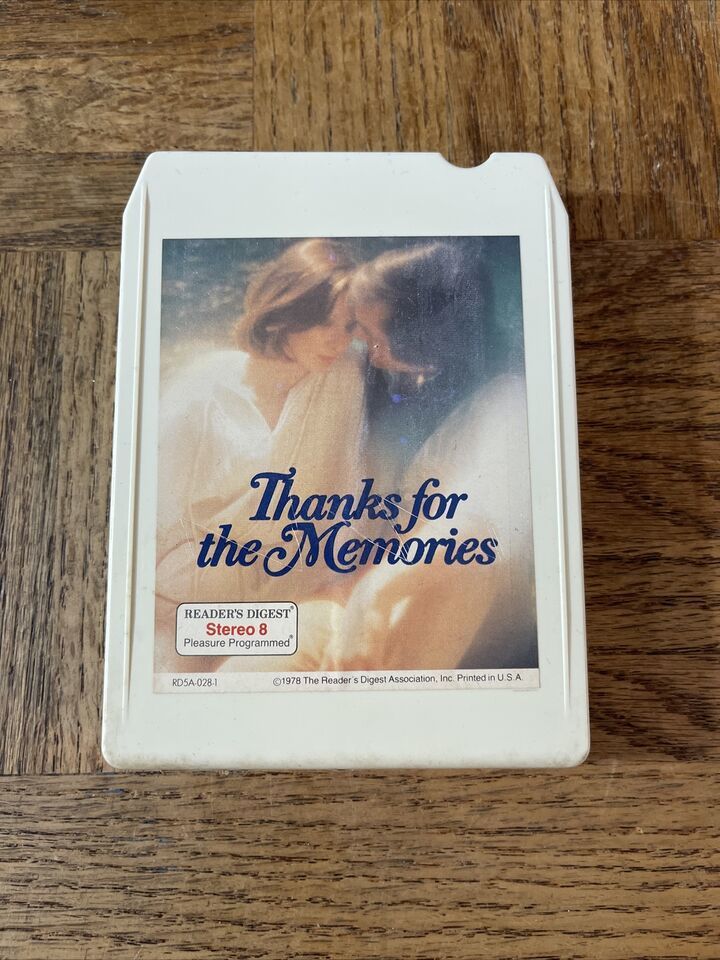 Thanks for
the Memories
READER'S DIGEST®
Stereo 8
Pleasure Programmed®
RD5A-028-1
©1978 The Reader's Digest Association, Inc. Printed in U.S.A.